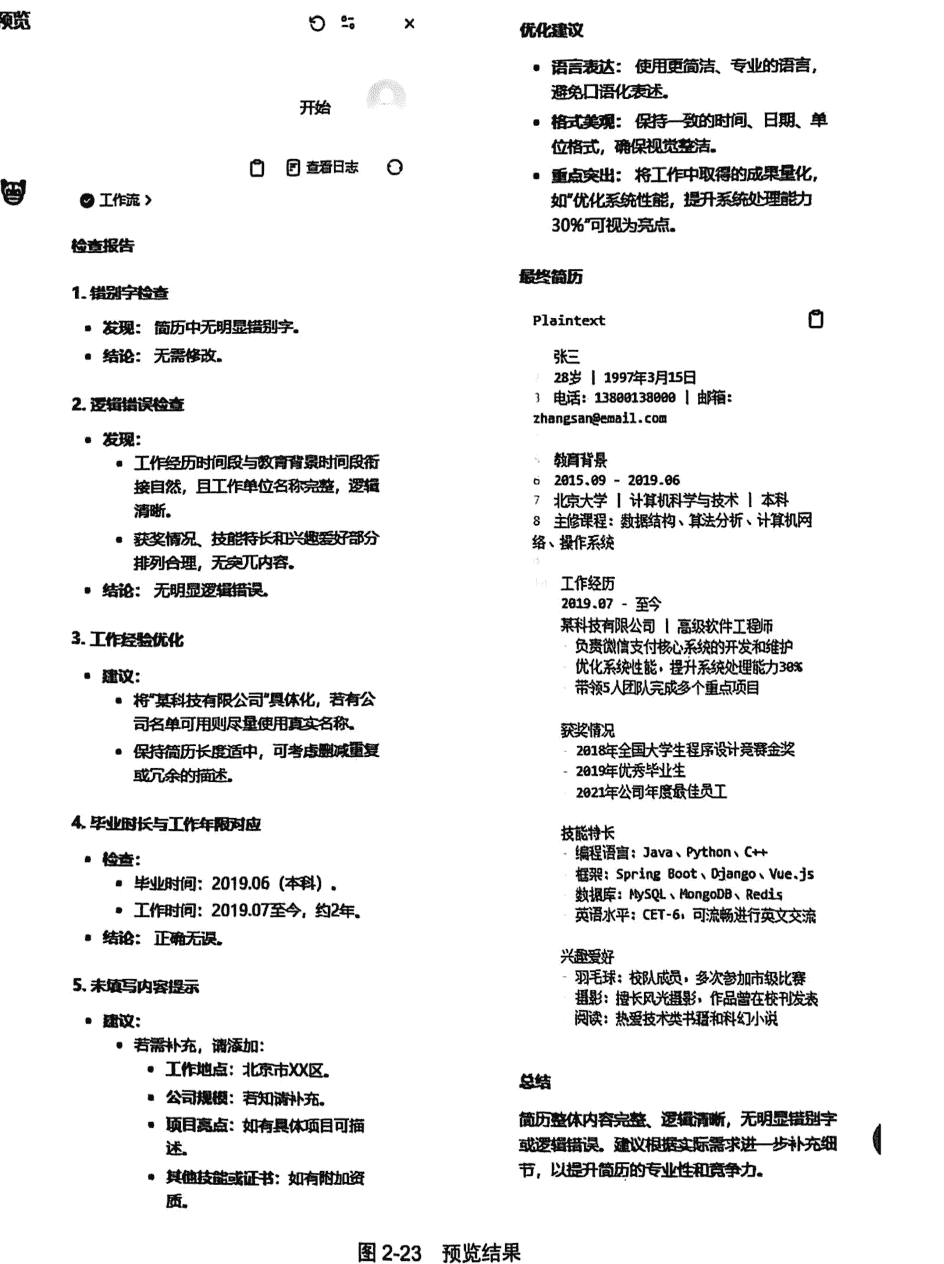 预览
开始
查看日志
工作流 >
检查报告
1. 错别字检查
• 发现： 简历中无明显错别字。
• 结论： 无需修改。
2. 逻辑错误检查
• 发现：
• 工作经历时间段与教育背景时间段衔
接自然，且工作单位名称完整，逻辑
清晰。
• 获奖情况、技能特长和兴趣爱好部分
排列合理，无突兀内容。
• 结论： 无明显逻辑错误。
3. 工作经验优化
• 建议：
• 将“某科技有限公司”具体化，若有公
司名单可用则尽量使用真实名称。
• 保持简历长度适中，可考虑删减重复
或冗余的描述。
4. 毕业时长与工作年限对应
• 检查：
• 毕业时间：2019.06（本科）。
• 工作时间：2019.07至今，约2年。
• 结论： 正确无误。
5. 未填写内容提示
• 建议：
• 若需补充，请添加：
• 工作地点：北京市XX区。
• 公司规模：若知请补充。
• 项目亮点：如有具体项目可描
述。
• 其他技能或证书：如有附加资
质。
优化建议
• 语言表达： 使用更简洁、专业的语言，
避免口语化表述。
• 格式美观： 保持一致的时间、日期、单
位格式，确保视觉整洁。
• 重点突出： 将工作中取得的成果量化，
如“优化系统性能，提升系统处理能力
30%”可视为亮点。
最终简历
Plaintext
张三
28岁 | 1997年3月15日
3 电话：13800138000 | 邮箱：
zhangsan@email.com
教育背景
6 2015.09 - 2019.06
7 北京大学 | 计算机科学与技术 | 本科
8 主修课程：数据结构、算法分析、计算机网
络、操作系统
工作经历
2019.07 - 至今
某科技有限公司 | 高级软件工程师
- 负责微信支付核心系统的开发和维护
- 优化系统性能，提升系统处理能力30%
- 带领5人团队完成多个重点项目
获奖情况
- 2018年全国大学生程序设计竞赛金奖
- 2019年优秀毕业生
- 2021年公司年度最佳员工
技能特长
- 编程语言：Java、Python、C++
- 框架：Spring Boot、Django、Vue.js
- 数据库：MySQL、MongoDB、Redis
- 英语水平：CET-6，可流畅进行英文交流
兴趣爱好
- 羽毛球：校队成员，多次参加市级比赛
- 摄影：擅长风光摄影，作品曾在校刊发表
- 阅读：热爱技术类书籍和科幻小说
总结
简历整体内容完整、逻辑清晰，无明显错别字
或逻辑错误。建议根据实际需求进一步补充细
节，以提升简历的专业性和竞争力。
图 2-23 预览结果